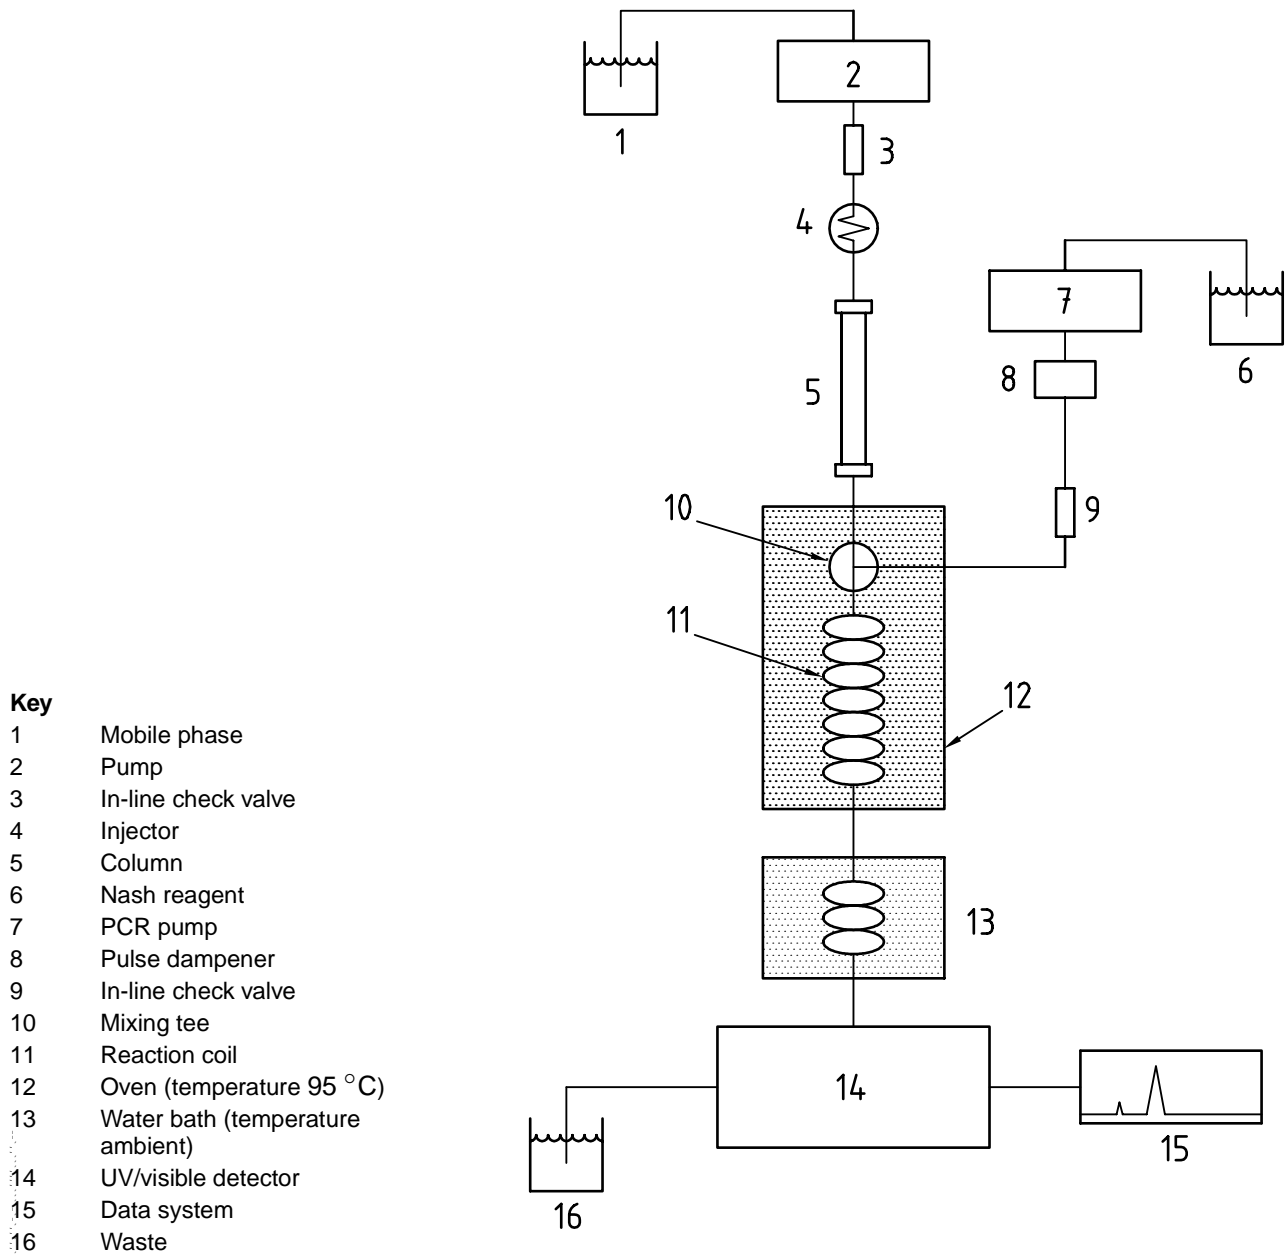 1
2
3
4
5
6
7
8
9
10
11
12
13
14
15
16
Key
1 Mobile phase
2 Pump
3 In-line check valve
4 Injector
5 Column
6 Nash reagent
7 PCR pump
8 Pulse dampener
9 In-line check valve
10 Mixing tee
11 Reaction coil
12 Oven (temperature 95 °C)
13 Water bath (temperature
ambient)
14 UV/visible detector
15 Data system
16 Waste